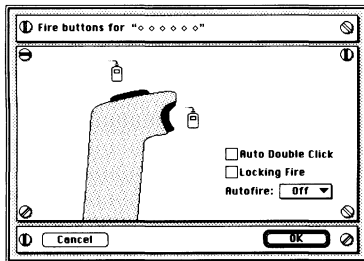 Fire buttons for “◇ ◇ ◇ ◇ ◇ ◇”
Auto Double Click
Locking Fire
Autofire: Off
Cancel
OK